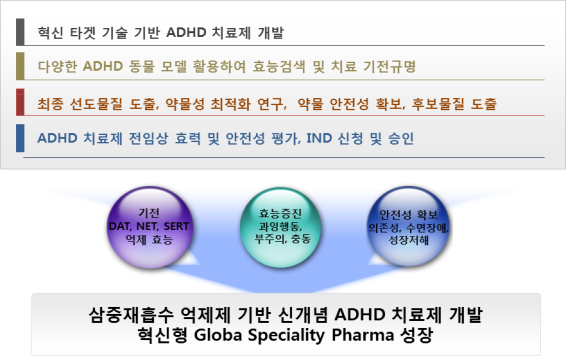 혁신 타겟 기술 기반 ADHD 치료제 개발
다양한 ADHD 동물 모델 활용하여 효능검색 및 치료 기전규명
최종 선도물질 도출, 약물성 최적화 연구, 약물 안전성 확보, 후보물질 도출
ADHD 치료제 전임상 효력 및 안전성 평가, IND 신청 및 승인
기전
DAT, NET, SERT
억제 효능
효능증진
과잉행동,
부주의, 충동
안전성 확보
의존성, 수면장애,
성장저해
삼중재흡수 억제제 기반 신개념 ADHD 치료제 개발
혁신형 Globa Speciality Pharma 성장